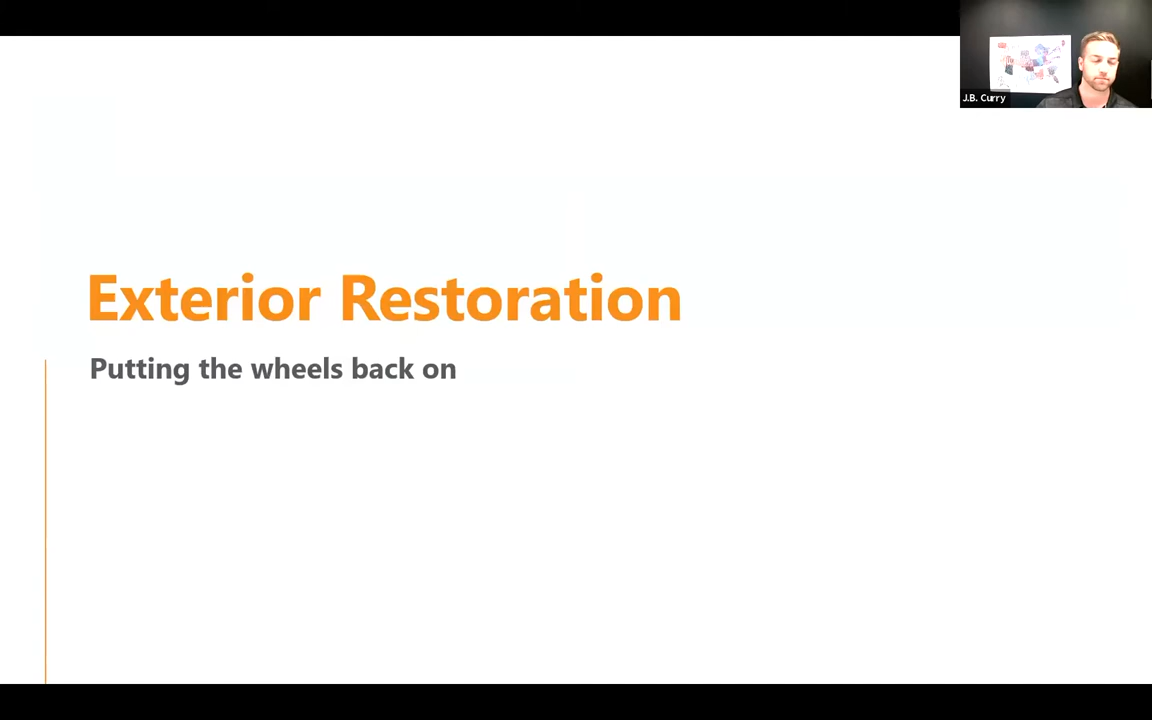 J.B. Curry
Exterior Restoration
Putting the wheels back on